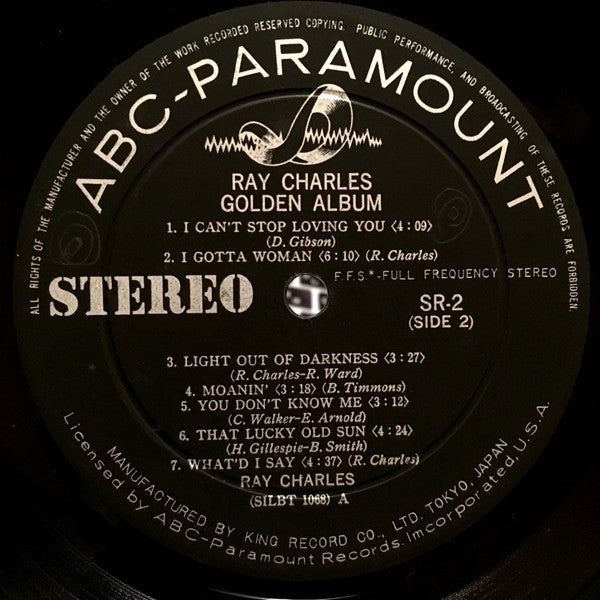 ALL RIGHTS OF THE MANUFACTURER AND THE OWNER OF THE WORK RECORDED RESERVED COPYING, PUBLIC PERFORMANCE, AND BROADCASTING OF THESE RECORDS ARE FORBIDDEN.
ABC-PARAMOUNT
RAY CHARLES
GOLDEN ALBUM
1. I CAN'T STOP LOVING YOU ⟨4:09⟩
(D. Gibson)
2. I GOTTA WOMAN ⟨6:10⟩ (R. Charles)
F.F.S.*-FULL FREQUENCY STEREO
STEREO
SR-2
(SIDE 2)
3. LIGHT OUT OF DARKNESS ⟨3:27⟩
(R. Charles-R. Ward)
4. MOANIN' ⟨3:18⟩ (B. Timmons)
5. YOU DON'T KNOW ME ⟨3:12⟩
(C. Walker-E. Arnold)
6. THAT LUCKY OLD SUN ⟨4:24⟩
(H. Gillespie-B. Smith)
7. WHAT'D I SAY ⟨4:37⟩ (R. Charles)
RAY CHARLES
(SILBT 1068) A
MANUFACTURED BY KING RECORD CO., LTD. TOKYO, JAPAN
Licensed by ABC-Paramount Records. Incorporated, U.S.A.